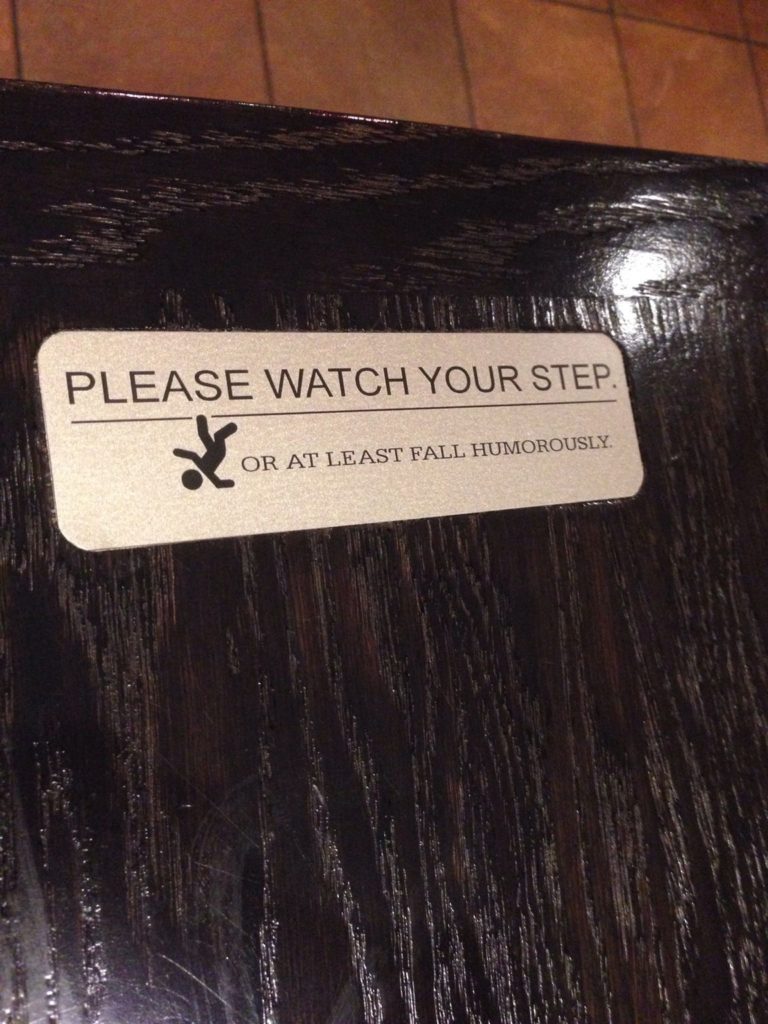 PLEASE WATCH YOUR STEP.
OR AT LEAST FALL HUMOROUSLY.